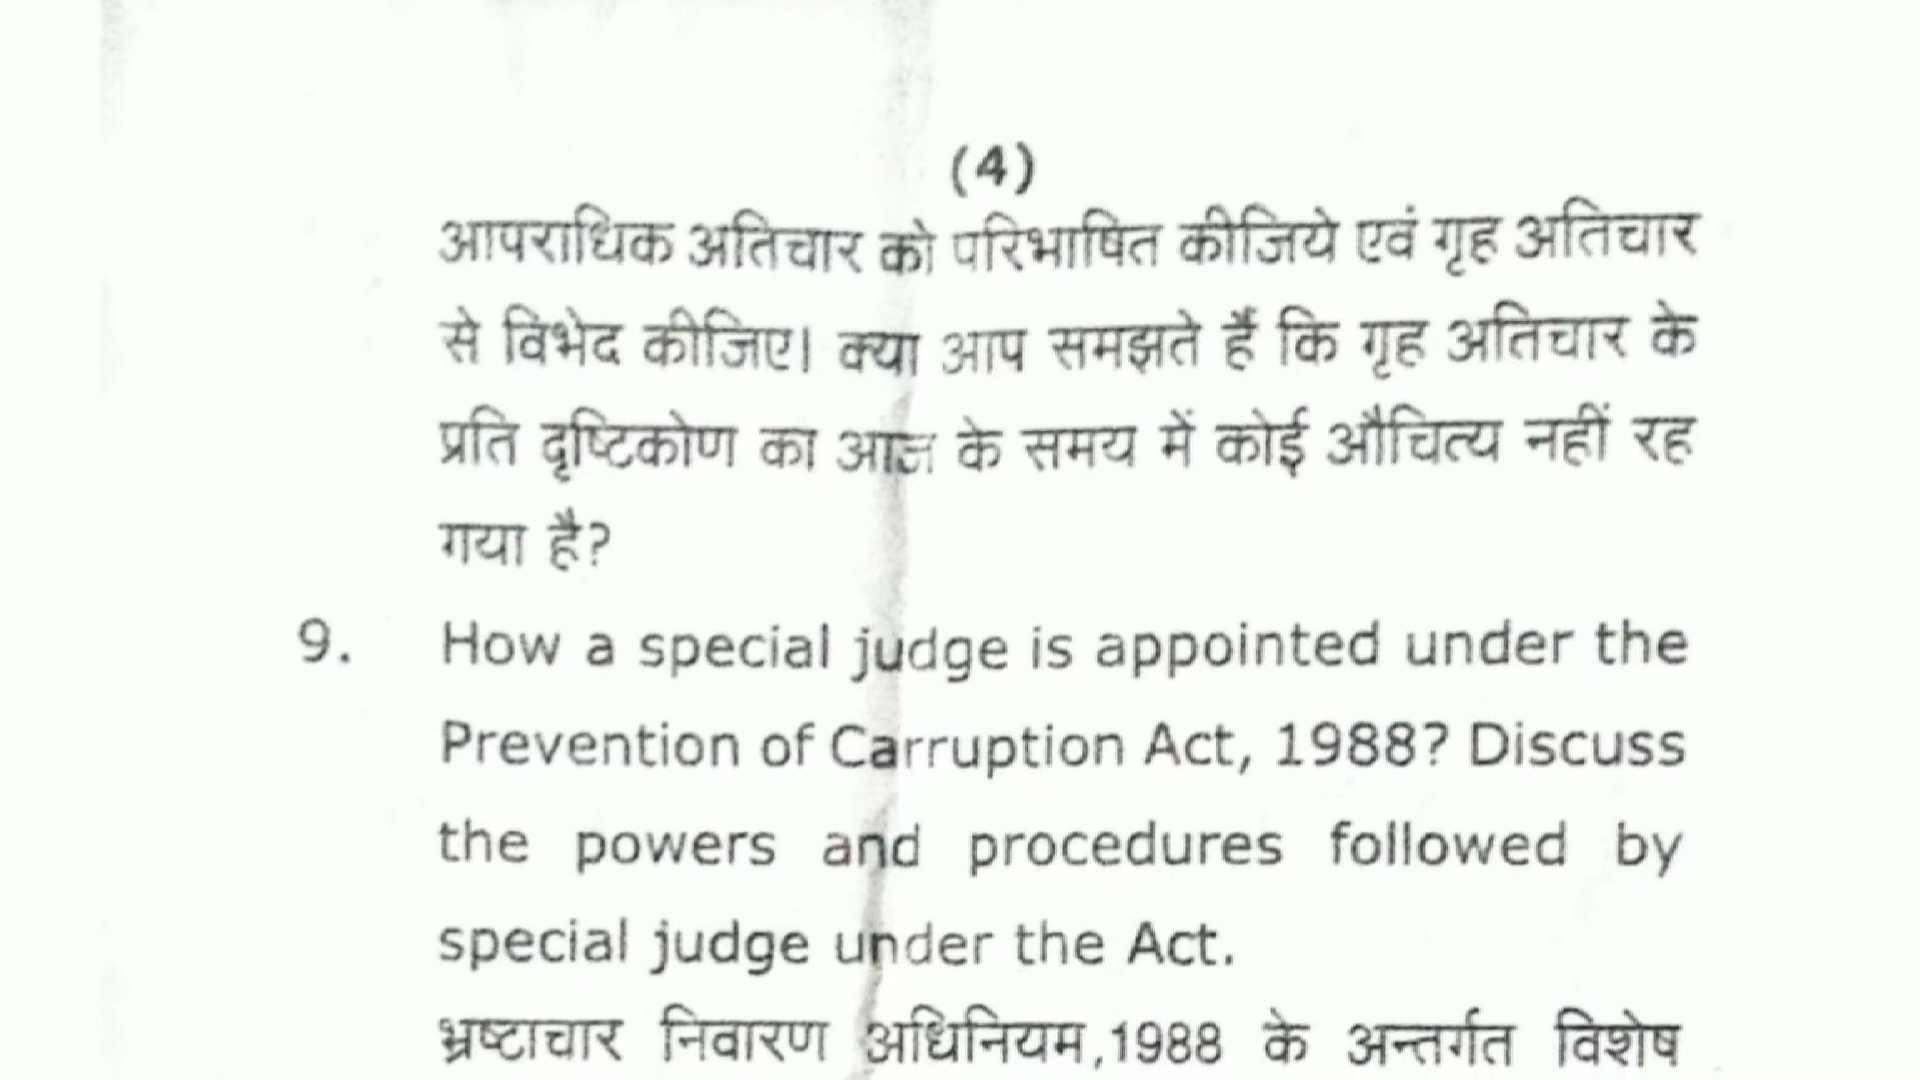 (4)
आपराधिक अतिचार को परिभाषित कीजिये एवं गृह अतिचार
से विभेद कीजिए। क्या आप समझते हैं कि गृह अतिचार के
प्रति दृष्टिकोण का आज के समय में कोई औचित्य नहीं रह
गया है?
9. How a special judge is appointed under the
Prevention of Carruption Act, 1988? Discuss
the powers and procedures followed by
special judge under the Act.
भ्रष्टाचार निवारण अधिनियम,1988 के अन्तर्गत विशेष